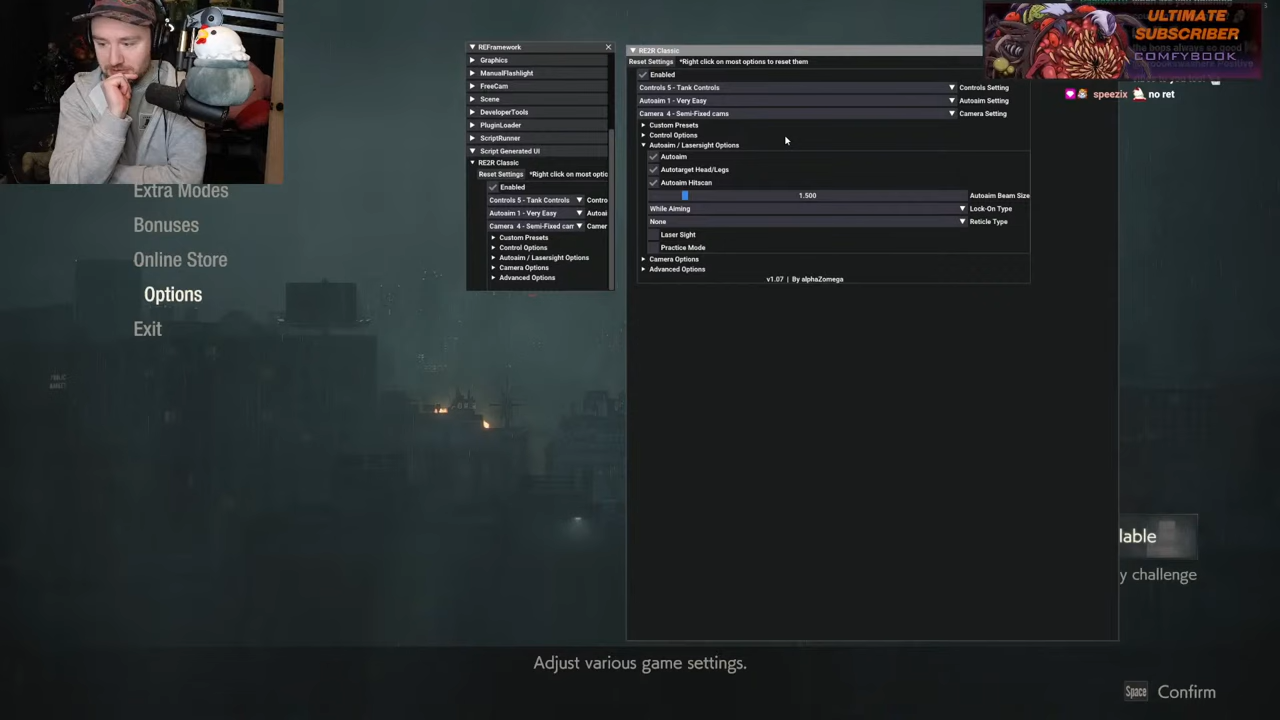 Extra Modes
Bonuses
Online Store
Options
Exit
REFramework
Graphics
ManualFlashlight
FreeCam
Scene
DeveloperTools
PluginLoader
ScriptRunner
Script Generated UI
RE2R Classic
Reset Settings *Right click on most optic
Enabled
Controls 5 - Tank Controls Contro
Autoaim 1 - Very Easy Autoai
Camera 4 - Semi-Fixed cam Camer
Custom Presets
Control Options
Autoaim / Lasersight Options
Camera Options
Advanced Options
RE2R Classic
Reset Settings *Right click on most options to reset them
Enabled
Controls 5 - Tank Controls Controls Setting
Autoaim 1 - Very Easy Autoaim Setting
Camera 4 - Semi-Fixed cams Camera Setting
Custom Presets
Control Options
Autoaim / Lasersight Options
Autoaim
Autotarget Head/Legs
Autoaim Hitscan
1.500 Autoaim Beam Size
While Aiming Lock-On Type
None Reticle Type
Laser Sight
Practice Mode
Camera Options
Advanced Options
v1.07 | By alphaZomega
ULTIMATE
SUBSCRIBER
COMFYBOOK
speezix no ret
lable
y challenge
Adjust various game settings.
Space Confirm